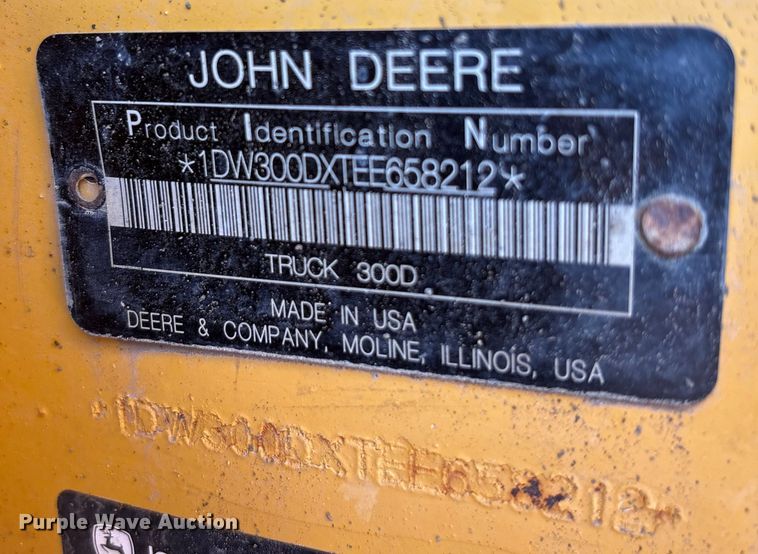 JOHN DEERE
Product Identification Number
*1DW300DXTEE658212*
TRUCK 300D
MADE IN USA
DEERE & COMPANY, MOLINE, ILLINOIS, USA
*1DW300DXTEE658212*
Purple Wave Auction